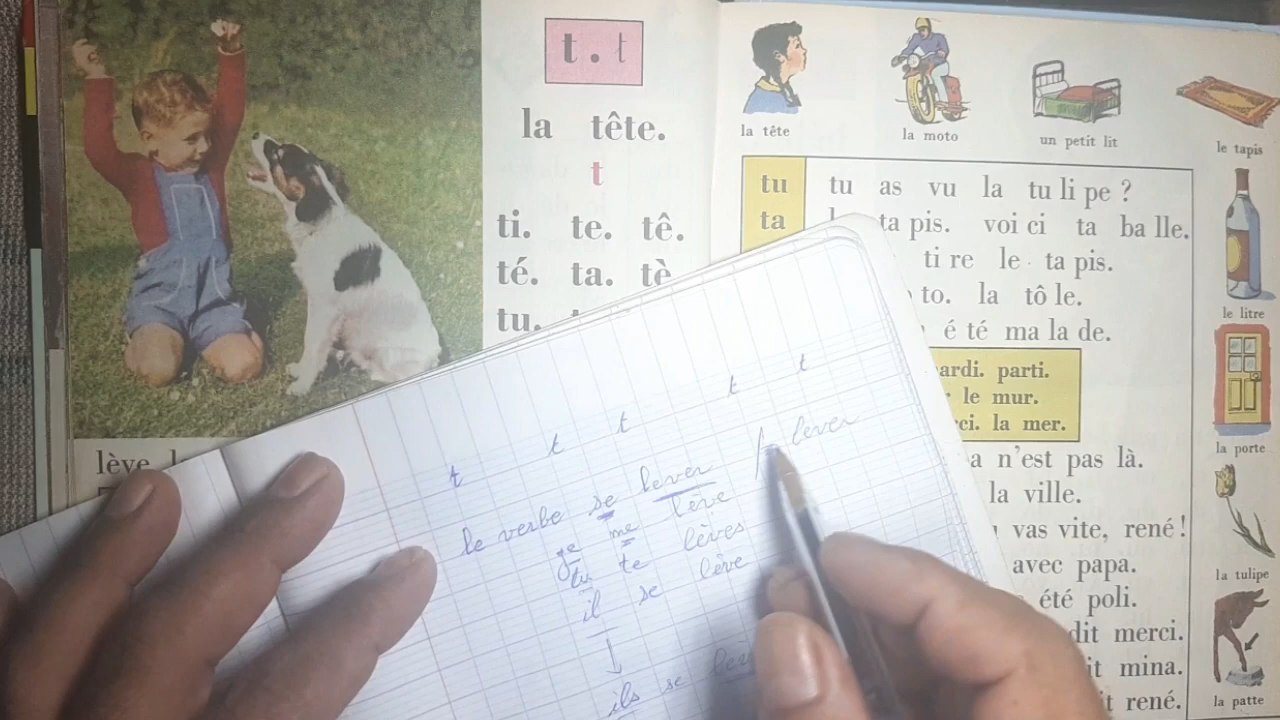 t . t
la tête.
t
ti. te. tê.
té. ta. tè
tu.
lève
la tête
la moto
un petit lit
le tapis
tu
tu as vu la tu li pe ?
ta
ta pis. voi ci ta ba lle.
ti re le ta pis.
to. la tô le.
é té ma la de.
ardi. parti.
le mur.
ci. la mer.
a n'est pas là.
la ville.
vas vite, rené !
avec papa.
été poli.
dit merci.
it mina.
it rené.
le litre
la porte
la tulipe
la patte
t t t t t
le verbe se lever / lever
je me lève
tu te lèves
il se lève
ils se